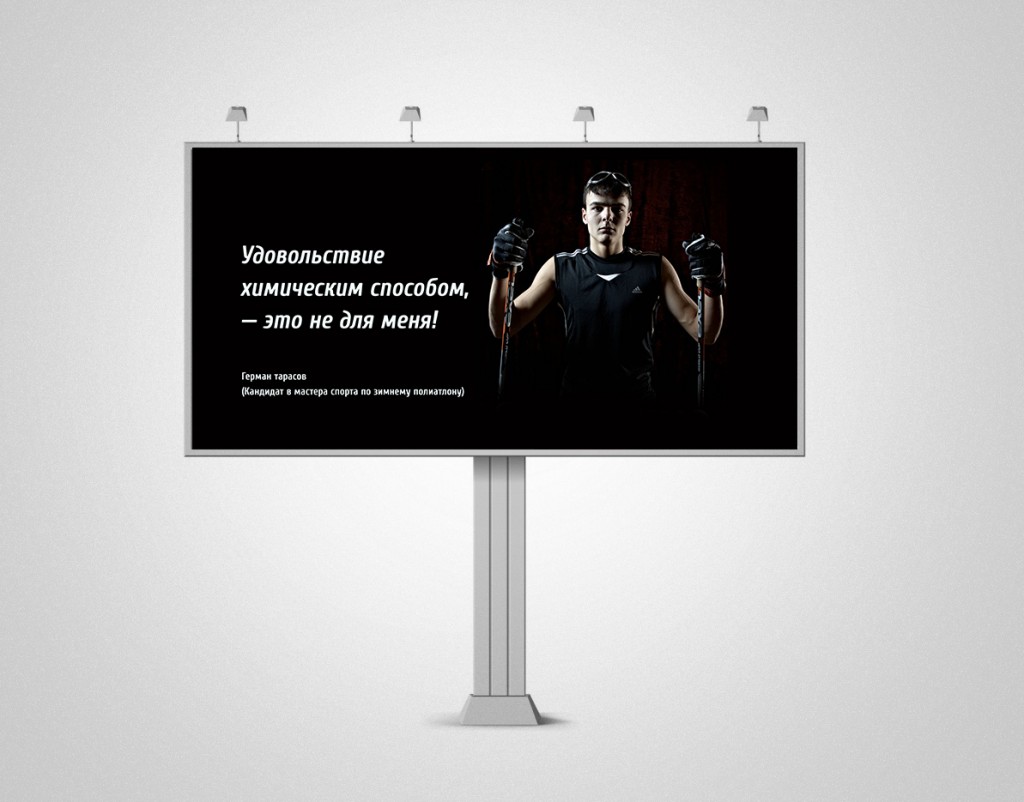 Удовольствие
химическим способом,
— это не для меня!
Герман тарасов
(Кандидат в мастера спорта по зимнему полиатлону)